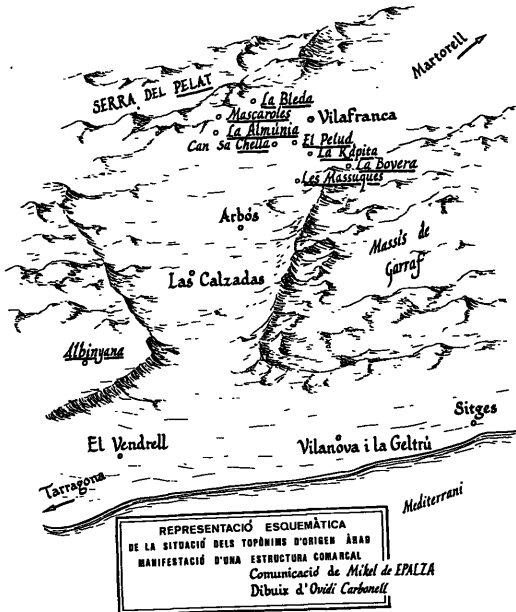 Martorell
SERRA DEL PELAT
La Bleda
Mascaroles
Vilafranca
La Almúnia
Can Sa Chella
El Pelud
La Ràpita
La Bovera
Les Massuques
Arbós
Massís de
Garraf
Las Calzadas
Albinyana
Sitges
El Vendrell
Vilanova i la Geltrú
Tarragona
Mediterrani
REPRESENTACIÓ ESQUEMÀTICA
DE LA SITUACIÓ DELS TOPÒNIMS D'ORIGEN ÀRAB
MANIFESTACIÓ D'UNA ESTRUCTURA COMARCAL
Comunicació de Mikel de EPALZA
Dibuix d'Ovidi Carbonell